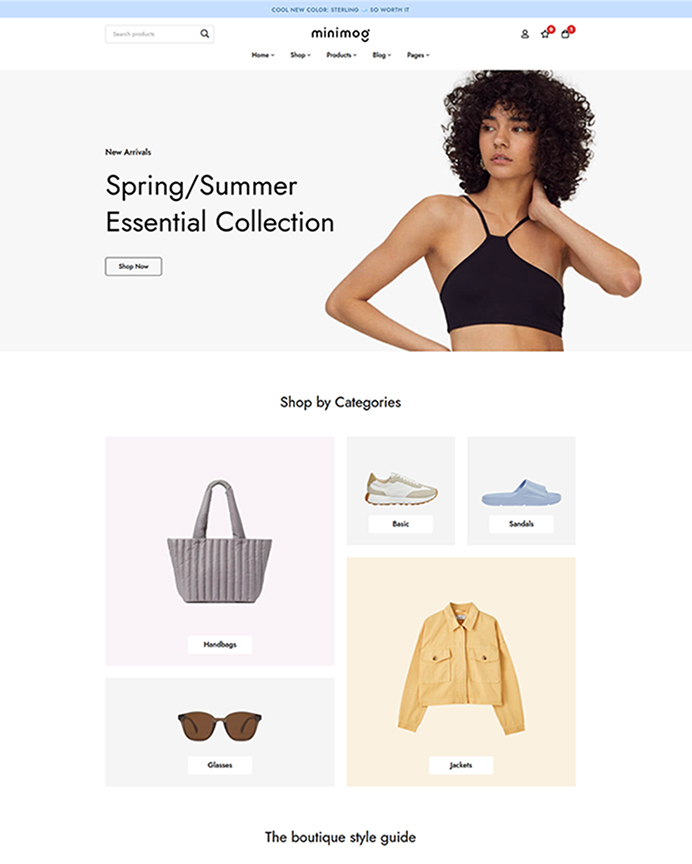 COOL NEW COLOR: STERLING SO WORTH IT
Search products
minimog
0
1
Home Shop Products Blog Pages
New Arrivals
Spring/Summer
Essential Collection
Shop Now
Shop by Categories
Basic
Sandals
Handbags
Glasses
Jackets
The boutique style guide